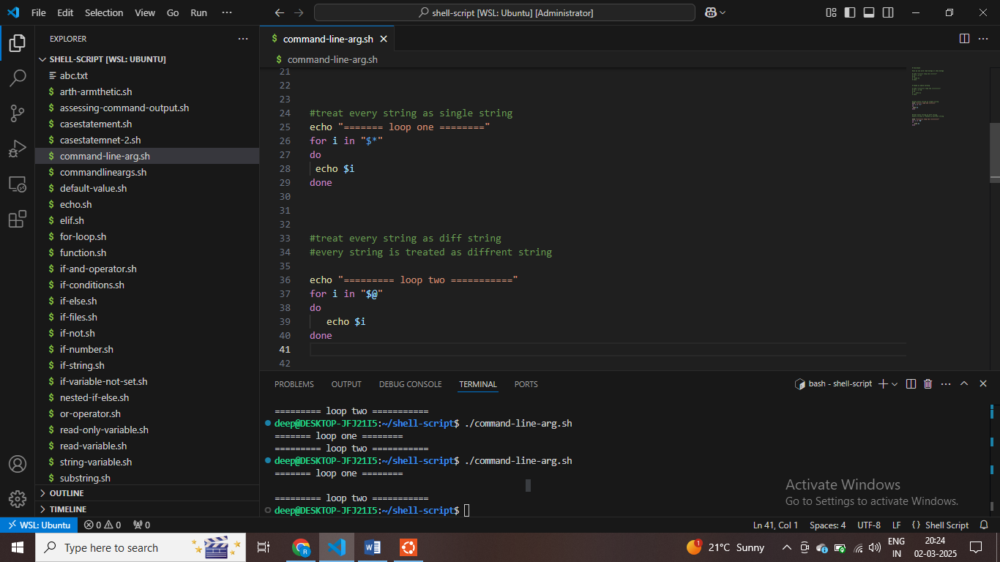 File Edit Selection View Go Run ··· shell-script [WSL: Ubuntu] [Administrator]
EXPLORER ···
SHELL-SCRIPT [WSL: UBUNTU]
abc.txt
$ arth-armthetic.sh
$ assessing-command-output.sh
$ casestatement.sh
$ casestatemnet-2.sh
$ command-line-arg.sh
$ commandlineargs.sh
$ default-value.sh
$ echo.sh
$ elif.sh
$ for-loop.sh
$ function.sh
$ if-and-operator.sh
$ if-conditions.sh
$ if-else.sh
$ if-files.sh
$ if-not.sh
$ if-number.sh
$ if-string.sh
$ if-variable-not-set.sh
$ nested-if-else.sh
$ or-operator.sh
$ read-only-variable.sh
$ read-variable.sh
$ string-variable.sh
$ substring.sh
OUTLINE
TIMELINE
$ command-line-arg.sh
$ command-line-arg.sh
21
22
23
24 #treat every string as single string
25 echo "======= loop one ========"
26 for i in "$*"
27 do
28 echo $i
29 done
30
31
32
33 #treat every string as diff string
34 #every string is treated as diffrent string
35
36 echo "========= loop two ==========="
37 for i in "$@"
38 do
39 echo $i
40 done
41
42
PROBLEMS OUTPUT DEBUG CONSOLE TERMINAL PORTS bash - shell-script
========= loop two ===========
deep@DESKTOP-JFJ21I5:~/shell-script$ ./command-line-arg.sh
======= loop one ========
========= loop two ===========
deep@DESKTOP-JFJ21I5:~/shell-script$ ./command-line-arg.sh
======= loop one ========
========= loop two ===========
deep@DESKTOP-JFJ21I5:~/shell-script$
Activate Windows
Go to Settings to activate Windows.
WSL: Ubuntu 0 0 0 Ln 41, Col 1 Spaces: 4 UTF-8 LF {} Shell Script
Type here to search 1 21°C Sunny ENG IN 20:24 02-03-2025